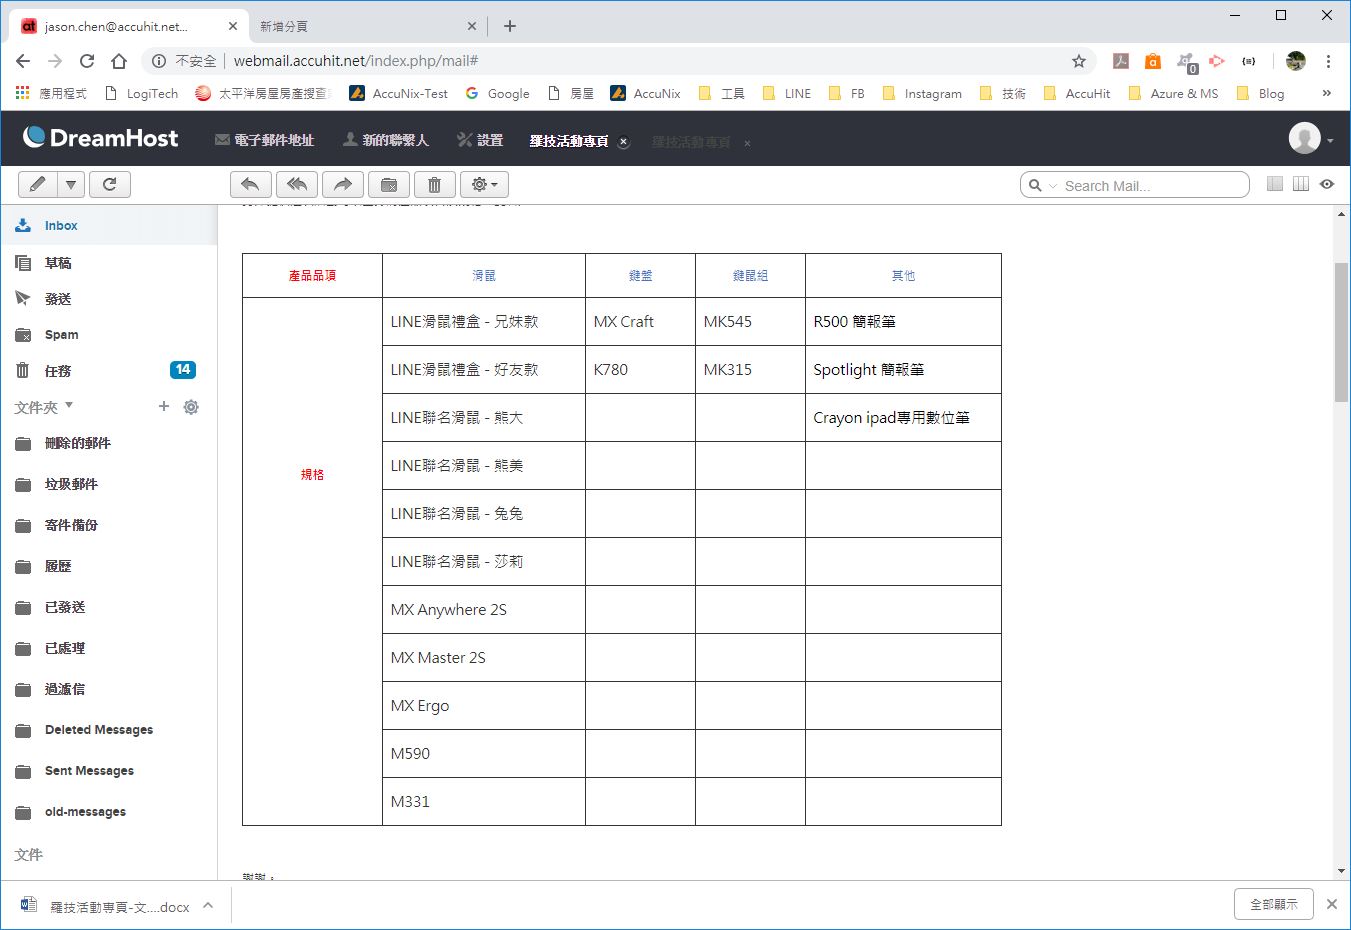 jason.chen@accuhit.net...
新增分頁
不安全 | webmail.accuhit.net/index.php/mail#
0
應用程式
LogiTech
太平洋房屋房產搜查
AccuNix-Test
Google
房屋
AccuNix
工具
LINE
FB
Instagram
技術
AccuHit
Azure & MS
Blog
»
DreamHost
電子郵件地址
新的聯繫人
設置
羅技活動專頁
羅技活動專頁
Search Mail...
Inbox
草稿
發送
Spam
任務 14
文件夾
刪除的郵件
垃圾郵件
寄件備份
履歷
已發送
已處理
過濾信
Deleted Messages
Sent Messages
old-messages
文件
產品品項 滑鼠 鍵盤 鍵鼠組 其他
LINE滑鼠禮盒 - 兄妹款 MX Craft MK545 R500 簡報筆
LINE滑鼠禮盒 - 好友款 K780 MK315 Spotlight 簡報筆
LINE聯名滑鼠 - 熊大 Crayon ipad專用數位筆
LINE聯名滑鼠 - 熊美
規格
LINE聯名滑鼠 - 兔兔
LINE聯名滑鼠 - 莎莉
MX Anywhere 2S
MX Master 2S
MX Ergo
M590
M331
謝謝。
羅技活動專頁-文....docx
全部顯示